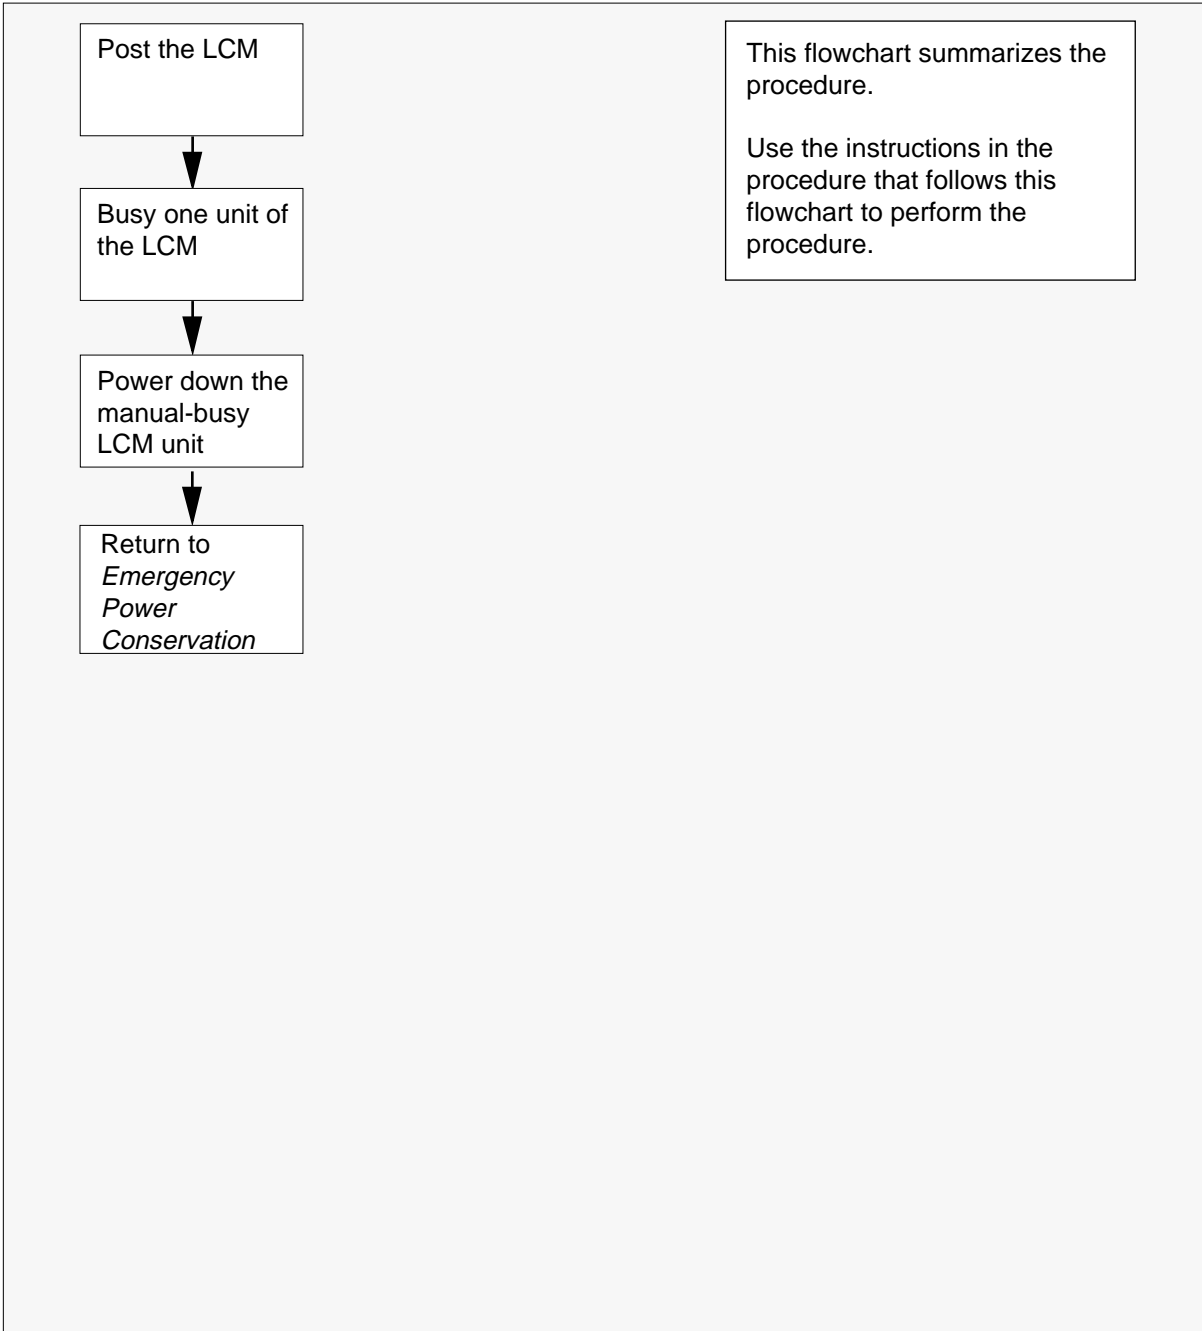 Post the LCM
Busy one unit of
the LCM
Power down the
manual-busy
LCM unit
Return to
Emergency
Power
Conservation
This flowchart summarizes the
procedure.
Use the instructions in the
procedure that follows this
flowchart to perform the
procedure.